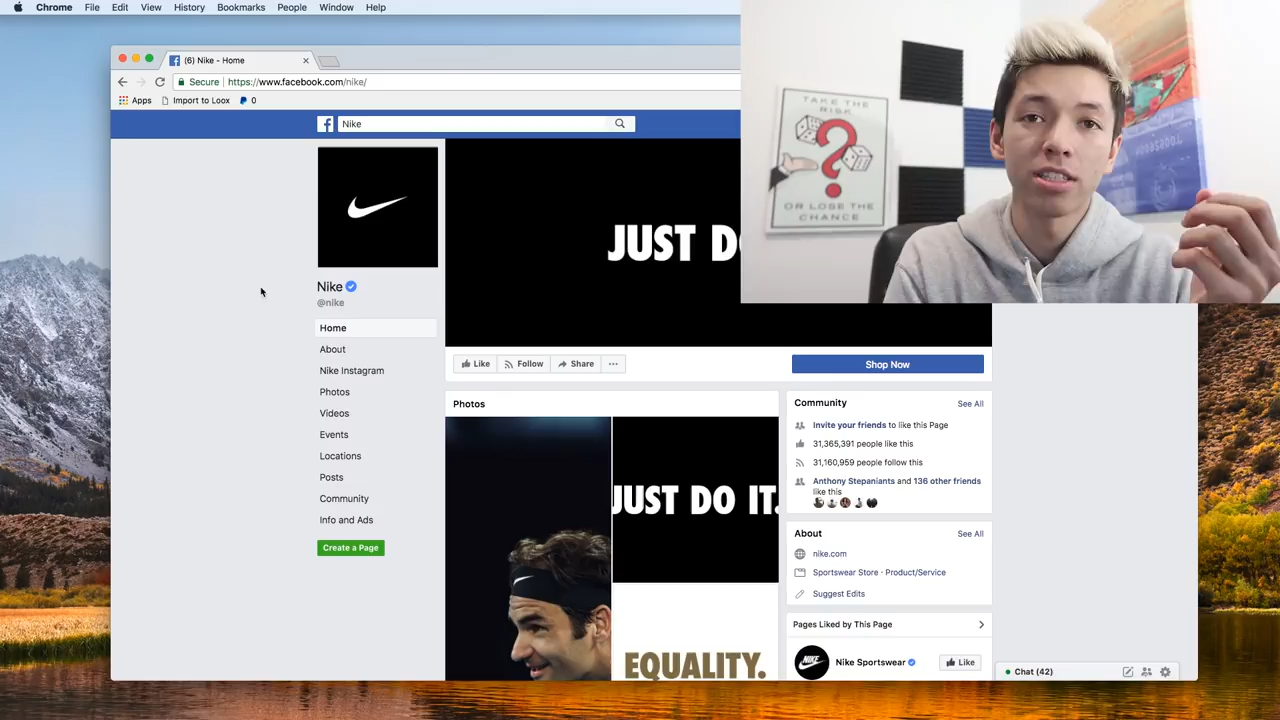 Chrome File Edit View History Bookmarks People Window Help
(6) Nike - Home
Secure https://www.facebook.com/nike/
Apps Import to Loox 0
Nike
TAKE THE
RISK
?
OR LOSE THE
CHANCE
JUST DO
Nike
@nike
Home
About
Nike Instagram
Photos
Videos
Events
Locations
Posts
Community
Info and Ads
Create a Page
Like Follow Share ...
Shop Now
Photos
JUST DO IT.
EQUALITY.
Community See All
Invite your friends to like this Page
31,365,391 people like this
31,160,959 people follow this
Anthony Stepaniants and 136 other friends
like this
About See All
nike.com
Sportswear Store · Product/Service
Suggest Edits
Pages Liked by This Page
NIKE
Nike Sportswear Like
Chat (42)